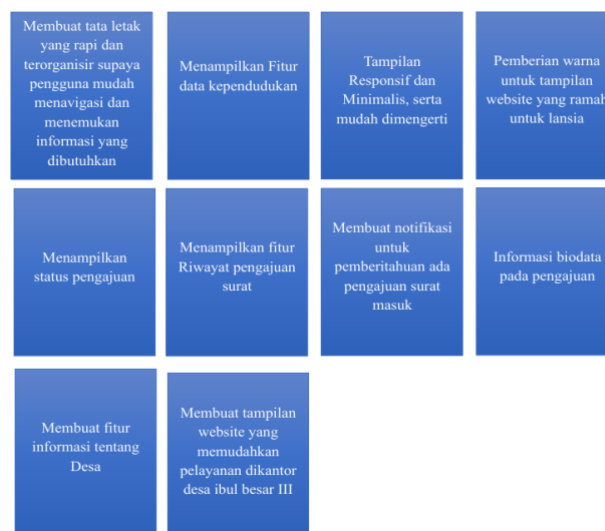 Membuat tata letak
yang rapi dan
terorganisir supaya
pengguna mudah
menavigasi dan
menemukan
informasi yang
dibutuhkan
Menampilkan Fitur
data kependudukan
Tampilan
Responsif dan
Minimalis, serta
mudah dimengerti
Pemberian warna
untuk tampilan
website yang ramah
untuk lansia
Menampilkan
status pengajuan
Menampilkan fitur
Riwayat pengajuan
surat
Membuat notifikasi
untuk
pemberitahuan ada
pengajuan surat
masuk
Informasi biodata
pada pengajuan
Membuat fitur
informasi tentang
Desa
Membuat tampilan
website yang
memudahkan
pelayanan dikantor
desa ibul besar III